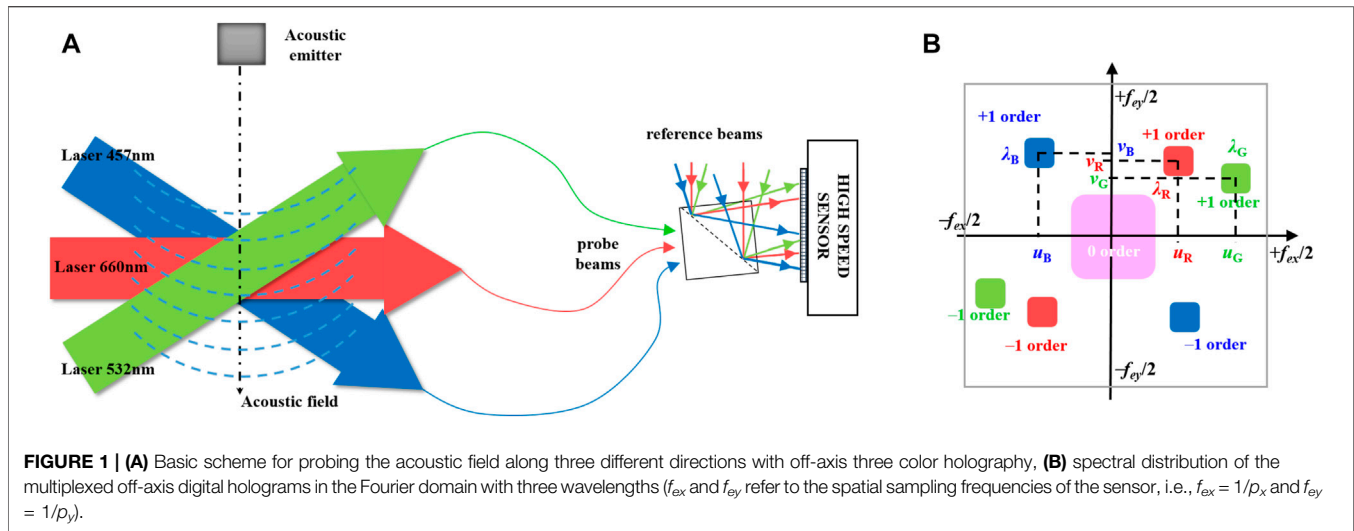 A
Acoustic
emitter
Laser 457nm
Laser 660nm
Laser 532nm
Acoustic field
reference beams
probe
beams
HIGH SPEED
SENSOR
B
+fey/2
+1 order
λB
vB
+1 order
vR
λG
vG
λR
+1 order
−fex/2
0 order
uB
uR
uG
+fex/2
−1 order
−1 order
−1 order
−fey/2
FIGURE 1 | (A) Basic scheme for probing the acoustic field along three different directions with off-axis three color holography, (B) spectral distribution of the
multiplexed off-axis digital holograms in the Fourier domain with three wavelengths (fex and fey refer to the spatial sampling frequencies of the sensor, i.e., fex = 1/px and fey
= 1/py).